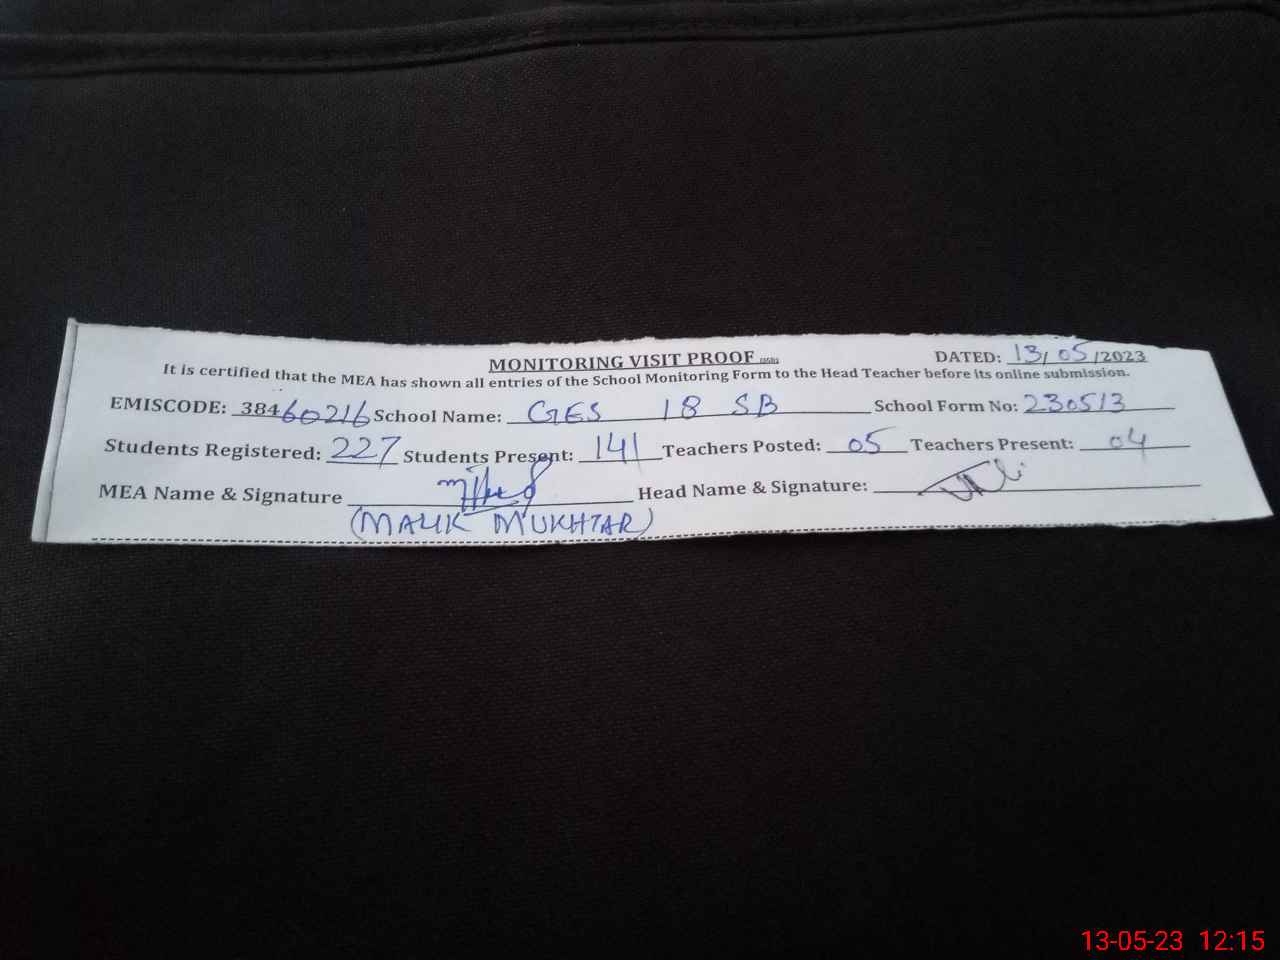 MONITORING VISIT PROOF
DATED: 13/05/2023
It is certified that the MEA has shown all entries of the School Monitoring Form to the Head Teacher before its online submission.
EMISCODE: 38460216 School Name: GES 18 SB School Form No: 230513
Students Registered: 227 Students Present: 141 Teachers Posted: 05 Teachers Present: 04
MEA Name & Signature Head Name & Signature:
(MALIK MUKHTAR)
13-05-23 12:15